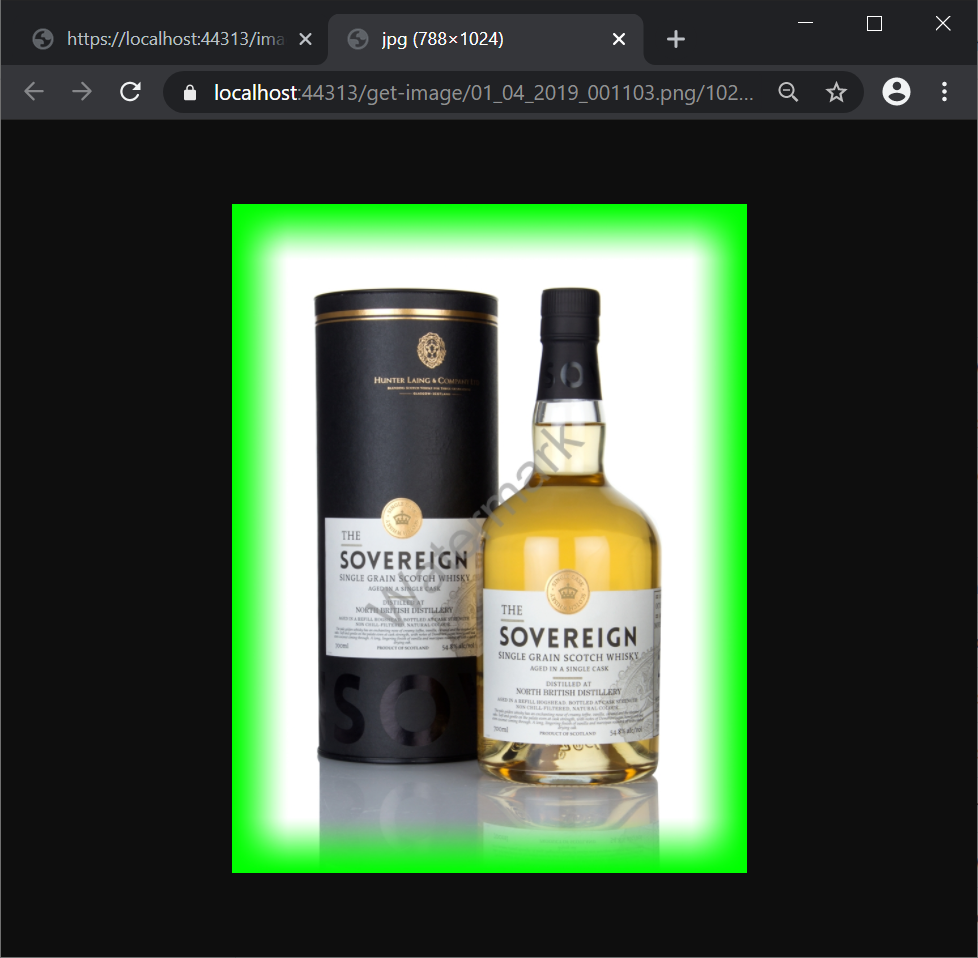 https://localhost:44313/ima
jpg (788×1024)
localhost:44313/get-image/01_04_2019_001103.png/102...
HUNTER LAING & COMPANY
SO
Watermark
THE
SOVEREIGN
SINGLE GRAIN SCOTCH WHISKY
AGED IN A SINGLE CASK
DISTILLED AT
NORTH BRITISH DISTILLERY
700ml
PRODUCT OF SCOTLAND
SOV
THE
SOVEREIGN
SINGLE GRAIN SCOTCH WHISKY
AGED IN A SINGLE CASK
DISTILLED AT
NORTH BRITISH DISTILLERY
AGED IN A REFILL HOGSHEAD, BOTTLED AT CASK STRENGTH
NON CHILL-FILTERED, NATURAL COLOUR
700ml
PRODUCT OF SCOTLAND